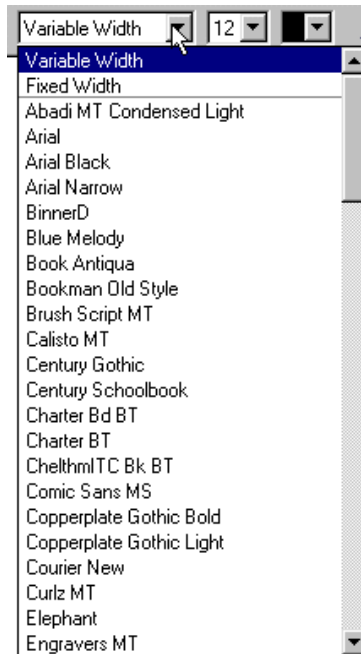 Variable Width 12
Variable Width
Fixed Width
Abadi MT Condensed Light
Arial
Arial Black
Arial Narrow
BinnerD
Blue Melody
Book Antiqua
Bookman Old Style
Brush Script MT
Calisto MT
Century Gothic
Century Schoolbook
Charter Bd BT
Charter BT
ChelthmITC Bk BT
Comic Sans MS
Copperplate Gothic Bold
Copperplate Gothic Light
Courier New
Curlz MT
Elephant
Engravers MT